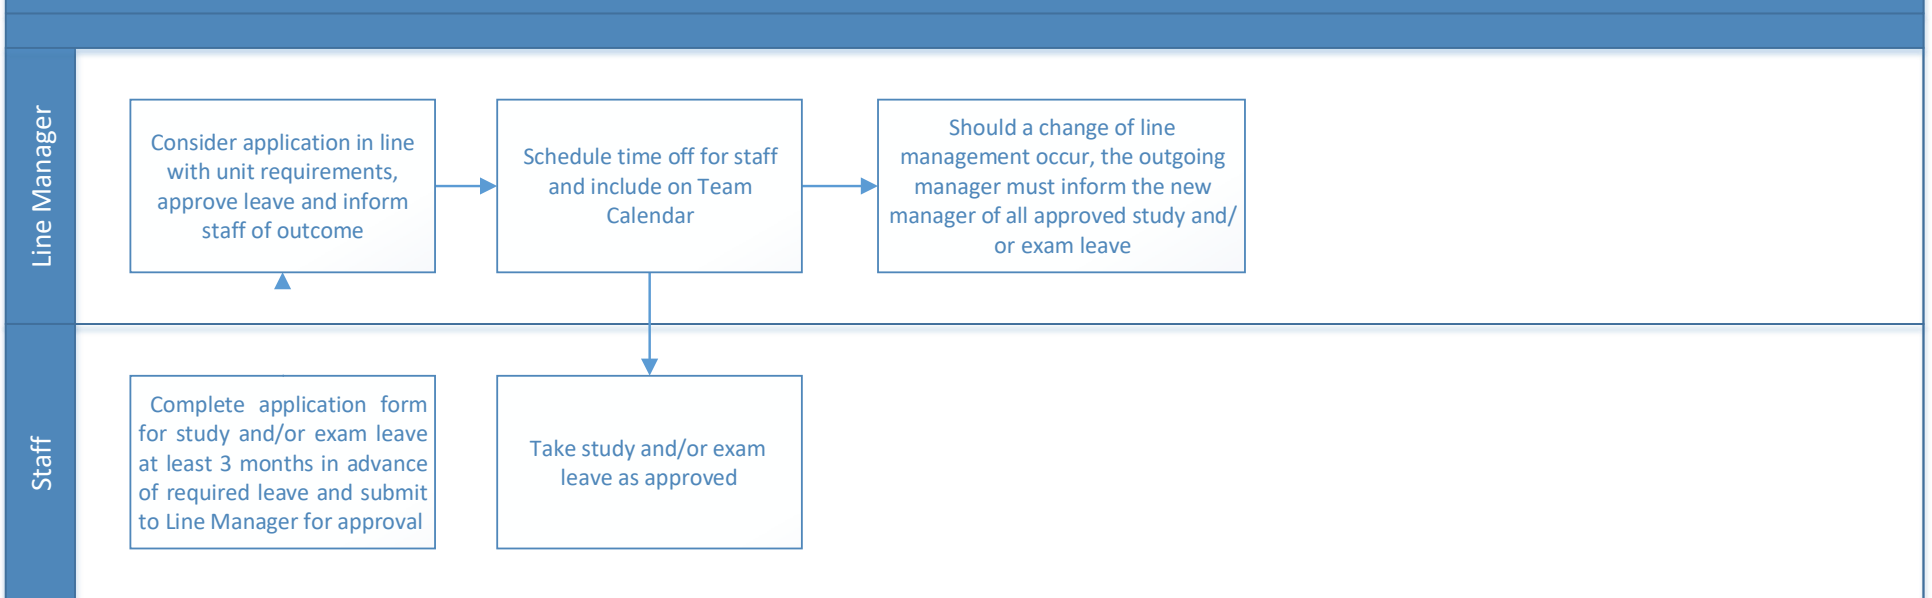 Line Manager
Consider application in line
with unit requirements,
approve leave and inform
staff of outcome
Schedule time off for staff
and include on Team
Calendar
Should a change of line
management occur, the outgoing
manager must inform the new
manager of all approved study and/
or exam leave
Staff
Complete application form
for study and/or exam leave
at least 3 months in advance
of required leave and submit
to Line Manager for approval
Take study and/or exam
leave as approved